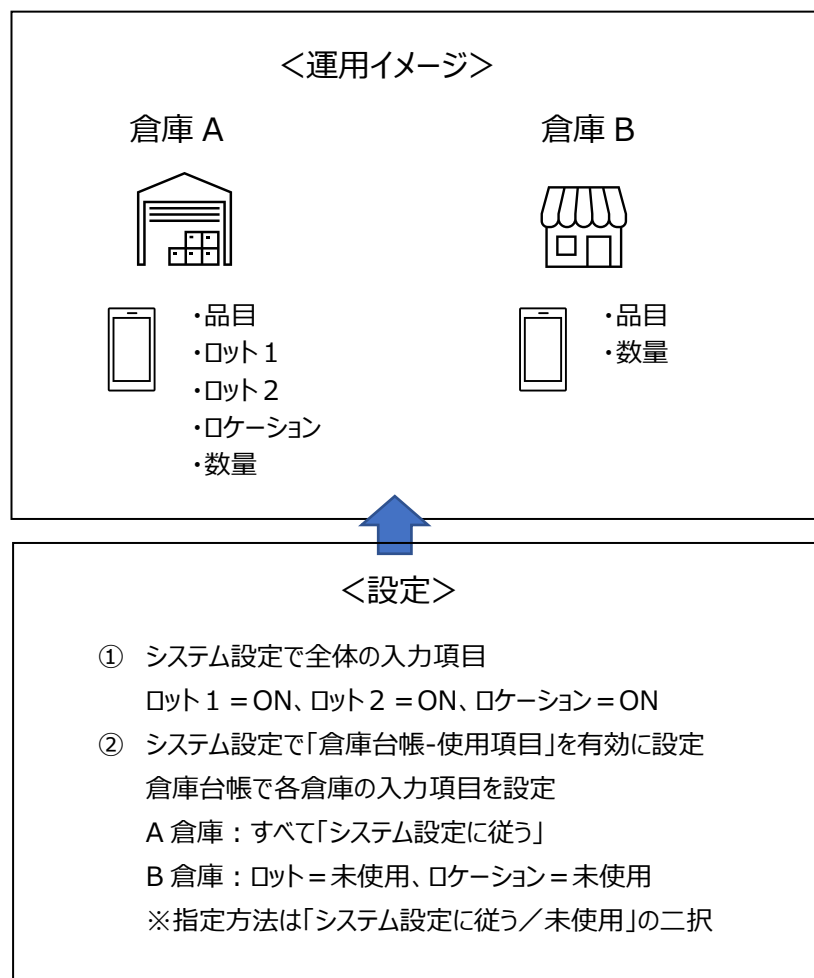 ＜運用イメージ＞
倉庫 A
倉庫 B
・品目
・ロット１
・ロット２
・ロケーション
・数量
・品目
・数量
＜設定＞
① システム設定で全体の入力項目
ロット１＝ON、ロット２＝ON、ロケーション＝ON
② システム設定で「倉庫台帳-使用項目」を有効に設定
倉庫台帳で各倉庫の入力項目を設定
A 倉庫：すべて「システム設定に従う」
B 倉庫：ロット＝未使用、ロケーション＝未使用
※指定方法は「システム設定に従う／未使用」の二択